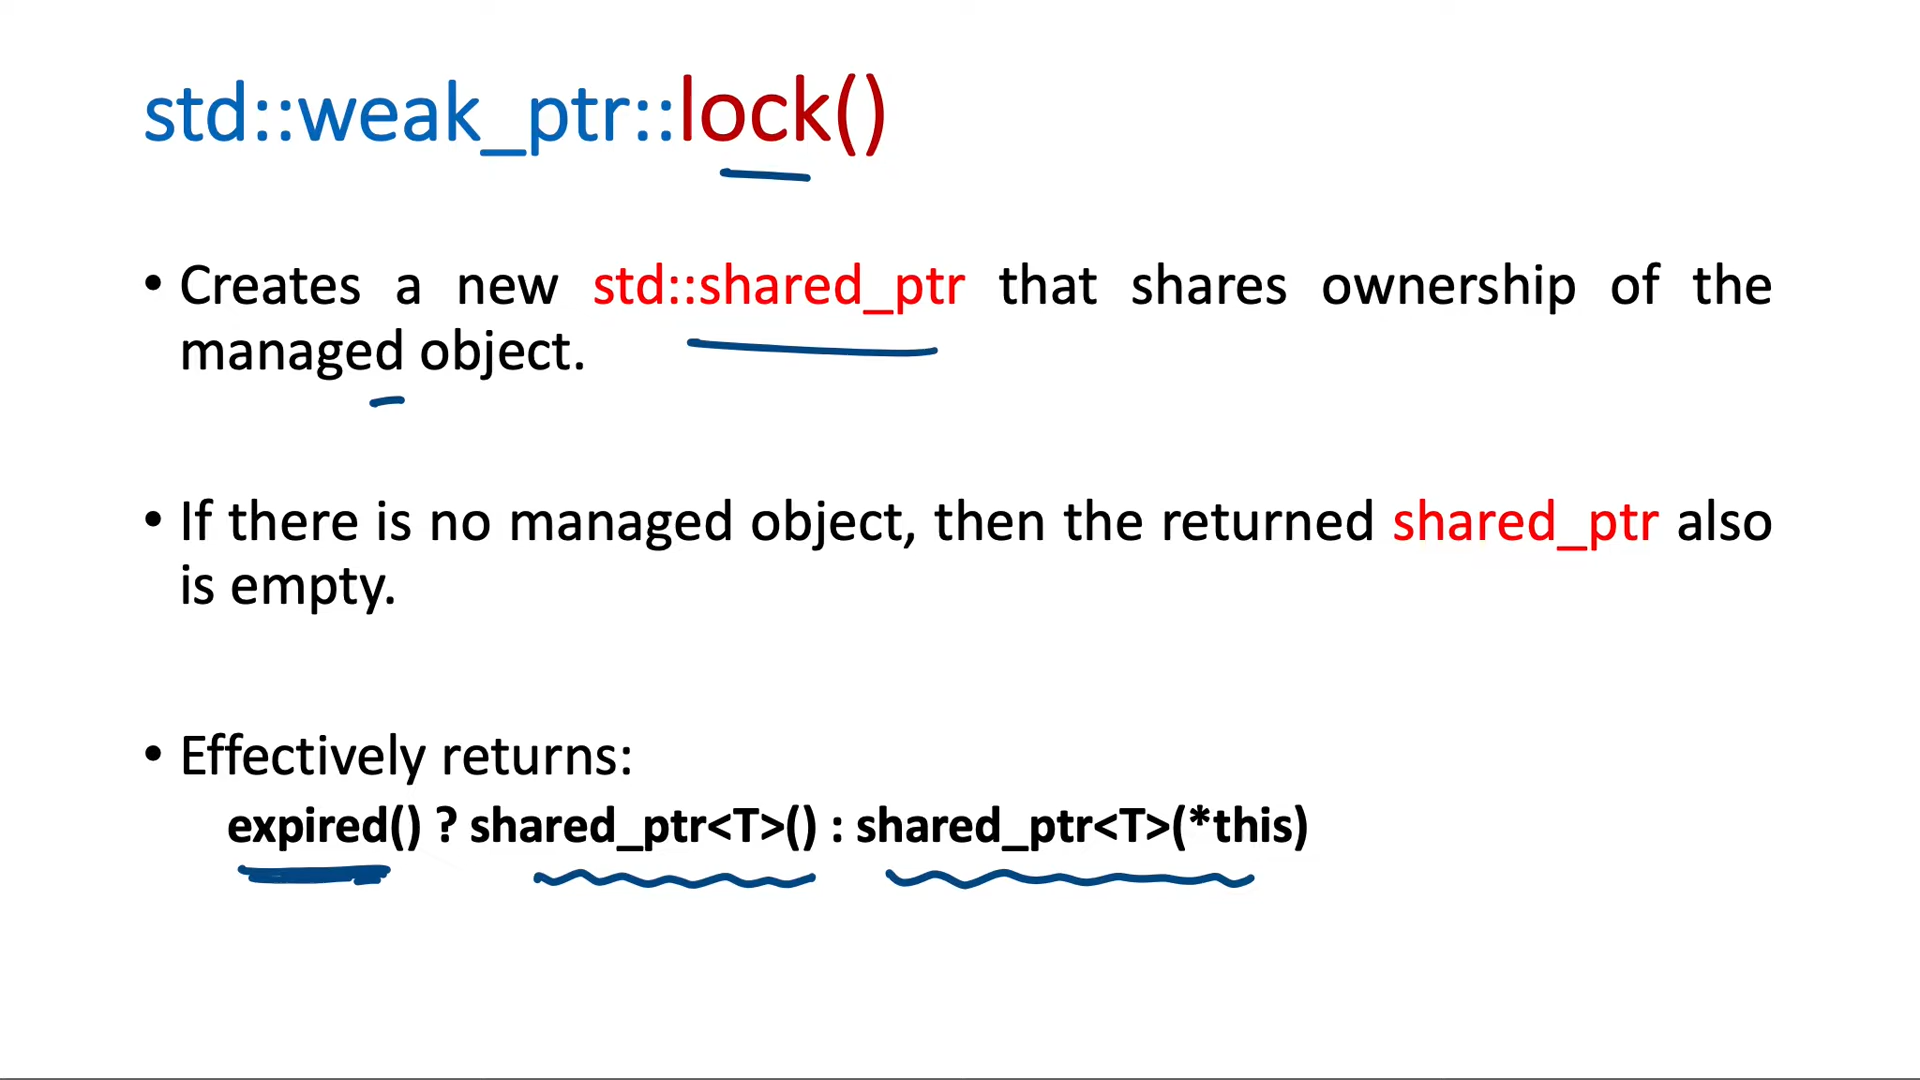 std::weak_ptr::lock()
• Creates a new std::shared_ptr that shares ownership of the
managed object.
• If there is no managed object, then the returned shared_ptr also
is empty.
• Effectively returns:
expired() ? shared_ptr<T>() : shared_ptr<T>(*this)